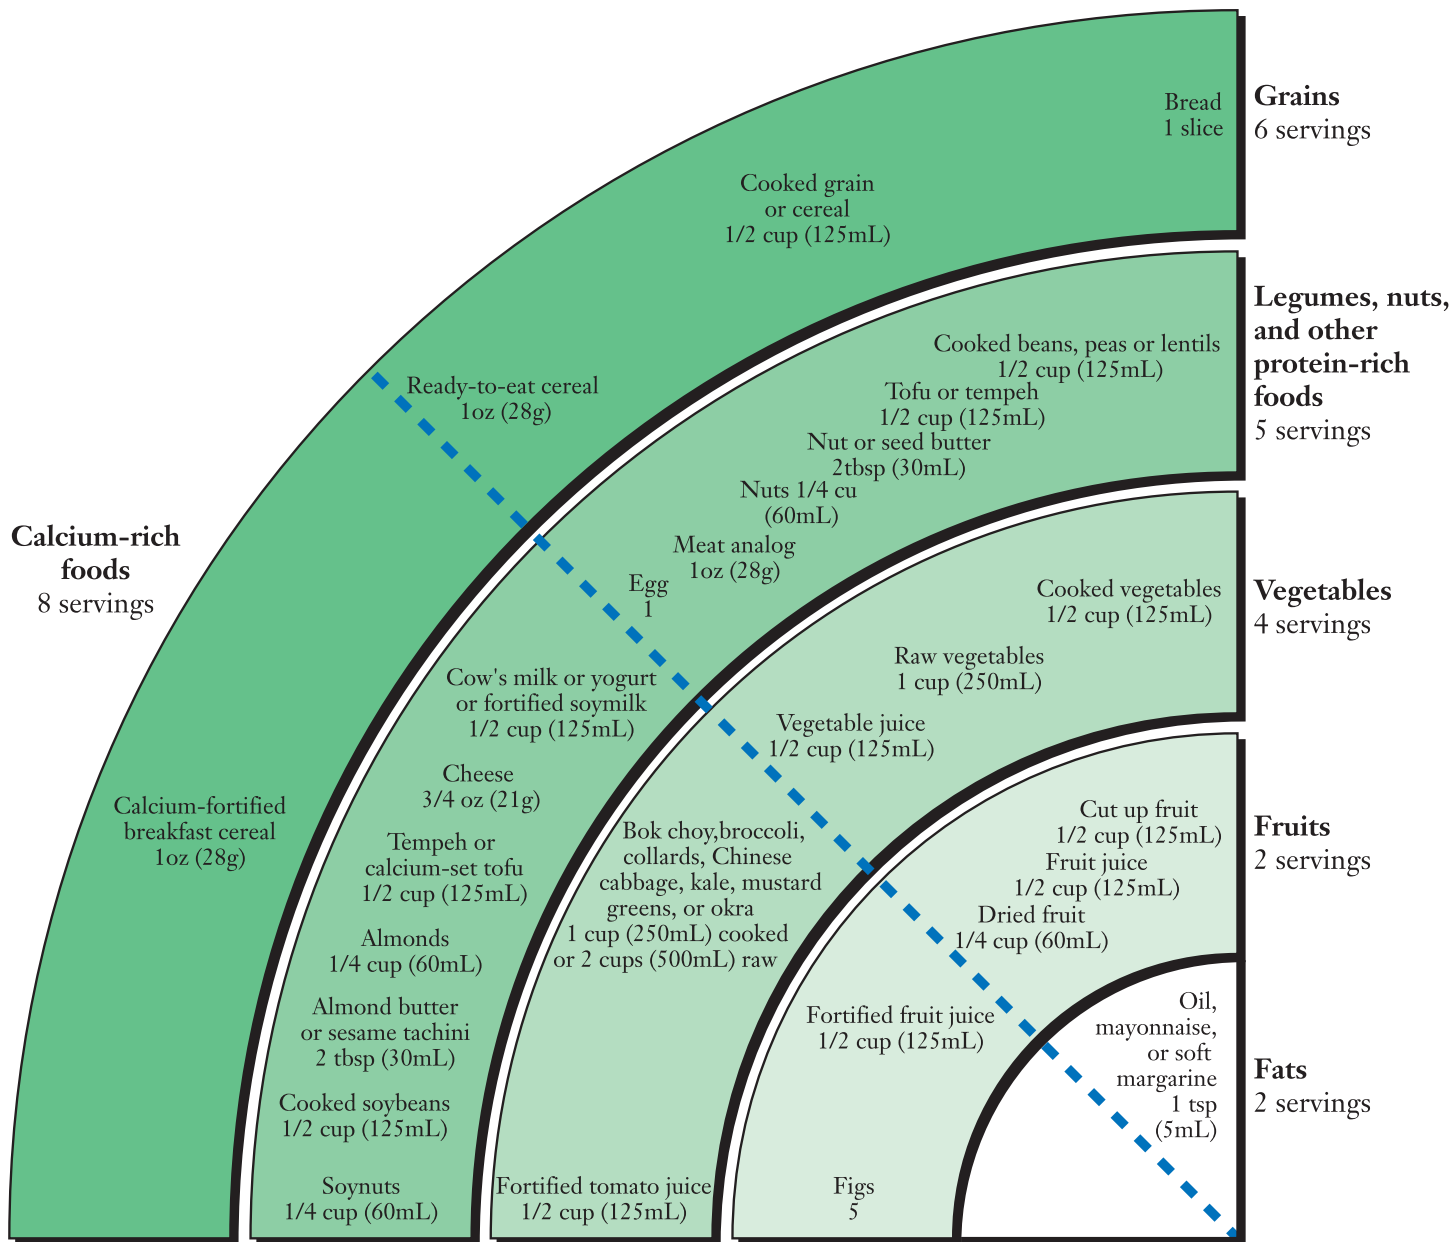 Bread
1 slice
Grains
6 servings
Cooked grain
or cereal
1/2 cup (125mL)
Ready-to-eat cereal
1oz (28g)
Legumes, nuts,
and other
protein-rich
foods
5 servings
Cooked beans, peas or lentils
1/2 cup (125mL)
Tofu or tempeh
1/2 cup (125mL)
Nut or seed butter
2tbsp (30mL)
Nuts 1/4 cu
(60mL)
Meat analog
1oz (28g)
Egg
1
Calcium-rich
foods
8 servings
Calcium-fortified
breakfast cereal
1oz (28g)
Cow's milk or yogurt
or fortified soymilk
1/2 cup (125mL)
Cheese
3/4 oz (21g)
Tempeh or
calcium-set tofu
1/2 cup (125mL)
Almonds
1/4 cup (60mL)
Almond butter
or sesame tachini
2 tbsp (30mL)
Cooked soybeans
1/2 cup (125mL)
Soynuts
1/4 cup (60mL)
Vegetables
4 servings
Cooked vegetables
1/2 cup (125mL)
Raw vegetables
1 cup (250mL)
Vegetable juice
1/2 cup (125mL)
Bok choy,broccoli,
collards, Chinese
cabbage, kale, mustard
greens, or okra
1 cup (250mL) cooked
or 2 cups (500mL) raw
Fortified tomato juice
1/2 cup (125mL)
Fruits
2 servings
Cut up fruit
1/2 cup (125mL)
Fruit juice
1/2 cup (125mL)
Dried fruit
1/4 cup (60mL)
Fortified fruit juice
1/2 cup (125mL)
Figs
5
Fats
2 servings
Oil,
mayonnaise,
or soft
margarine
1 tsp
(5mL)